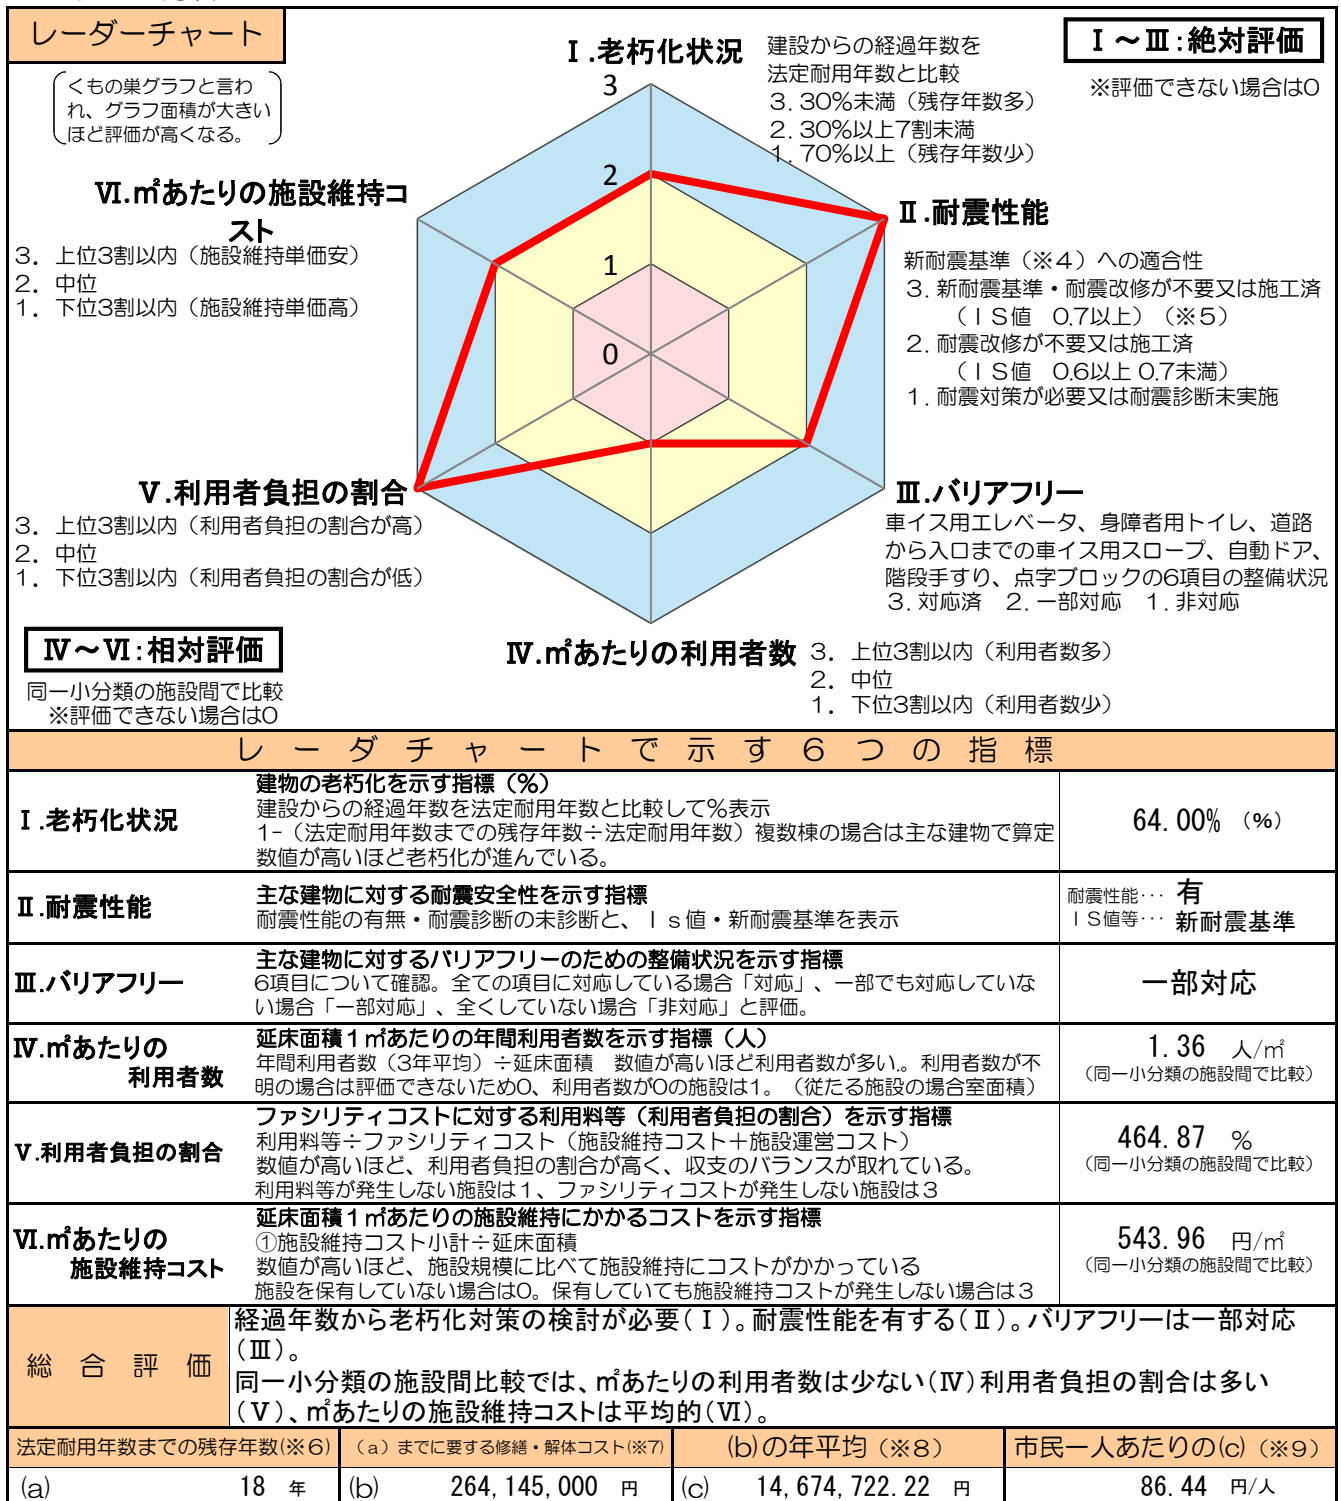 レーダーチャート
くもの巣グラフと言わ
れ、グラフ面積が大きい
ほど評価が高くなる。
Ⅰ～Ⅲ：絶対評価
※評価できない場合は0
Ⅰ.老朽化状況
建設からの経過年数を
法定耐用年数と比較
3. 30%未満（残存年数多）
2. 30%以上7割未満
1. 70%以上（残存年数少）
3
2
1
0
Ⅱ.耐震性能
新耐震基準（※4）への適合性
3. 新耐震基準・耐震改修が不要又は施工済
（ＩＳ値　0.7以上）（※5）
2. 耐震改修が不要又は施工済
（ＩＳ値　0.6以上 0.7未満）
1. 耐震対策が必要又は耐震診断未実施
Ⅲ.バリアフリー
車イス用エレベータ、身障者用トイレ、道路
から入口までの車イス用スロープ、自動ドア、
階段手すり、点字ブロックの6項目の整備状況
3. 対応済　2. 一部対応　1. 非対応
Ⅳ.㎡あたりの利用者数
3．上位3割以内（利用者数多）
2．中位
1．下位3割以内（利用者数少）
Ⅴ.利用者負担の割合
3．上位3割以内（利用者負担の割合が高）
2．中位
1．下位3割以内（利用者負担の割合が低）
Ⅵ.㎡あたりの施設維持コ
スト
3．上位3割以内（施設維持単価安）
2．中位
1．下位3割以内（施設維持単価高）
Ⅳ～Ⅵ：相対評価
同一小分類の施設間で比較
※評価できない場合は0
レーダチャートで示す6つの指標
Ⅰ.老朽化状況
建物の老朽化を示す指標（%）
建設からの経過年数を法定耐用年数と比較して%表示
1-（法定耐用年数までの残存年数÷法定耐用年数）複数棟の場合は主な建物で算定
数値が高いほど老朽化が進んでいる。
64.00%　（%）
Ⅱ.耐震性能
主な建物に対する耐震安全性を示す指標
耐震性能の有無・耐震診断の未診断と、Ｉｓ値・新耐震基準を表示
耐震性能･･･ 有
ＩＳ値等･･･ 新耐震基準
Ⅲ.バリアフリー
主な建物に対するバリアフリーのための整備状況を示す指標
6項目について確認。全ての項目に対応している場合「対応」、一部でも対応していな
い場合「一部対応」、全くしていない場合「非対応」と評価。
一部対応
Ⅳ.㎡あたりの
利用者数
延床面積1㎡あたりの年間利用者数を示す指標（人）
年間利用者数（3年平均）÷延床面積　数値が高いほど利用者数が多い。利用者数が不
明の場合は評価できないため0、利用者数が0の施設は1。（従たる施設の場合室面積）
1.36　人/㎡
（同一小分類の施設間で比較）
Ⅴ.利用者負担の割合
ファシリティコストに対する利用料等（利用者負担の割合）を示す指標
利用料等÷ファシリティコスト（施設維持コスト＋施設運営コスト）
数値が高いほど、利用者負担の割合が高く、収支のバランスが取れている。
利用料等が発生しない施設は1、ファシリティコストが発生しない施設は3
464.87　%
（同一小分類の施設間で比較）
Ⅵ.㎡あたりの
施設維持コスト
延床面積1㎡あたりの施設維持にかかるコストを示す指標
①施設維持コスト小計÷延床面積
数値が高いほど、施設規模に比べて施設維持にコストがかかっている
施設を保有していない場合は0。保有していても施設維持コストが発生しない場合は3
543.96　円/㎡
（同一小分類の施設間で比較）
総合評価
経過年数から老朽化対策の検討が必要(Ⅰ)。耐震性能を有する(Ⅱ)。バリアフリーは一部対応
(Ⅲ)。
同一小分類の施設間比較では、㎡あたりの利用者数は少ない(Ⅳ)利用者負担の割合は多い
(Ⅴ)、㎡あたりの施設維持コストは平均的(Ⅵ)。
法定耐用年数までの残存年数(※6)　（a）までに要する修繕・解体コスト(※7)　(b)の年平均（※8）　市民一人あたりの(c)（※9）
(a)　18 年　(b)　264,145,000 円　(c)　14,674,722.22 円　86.44 円/人